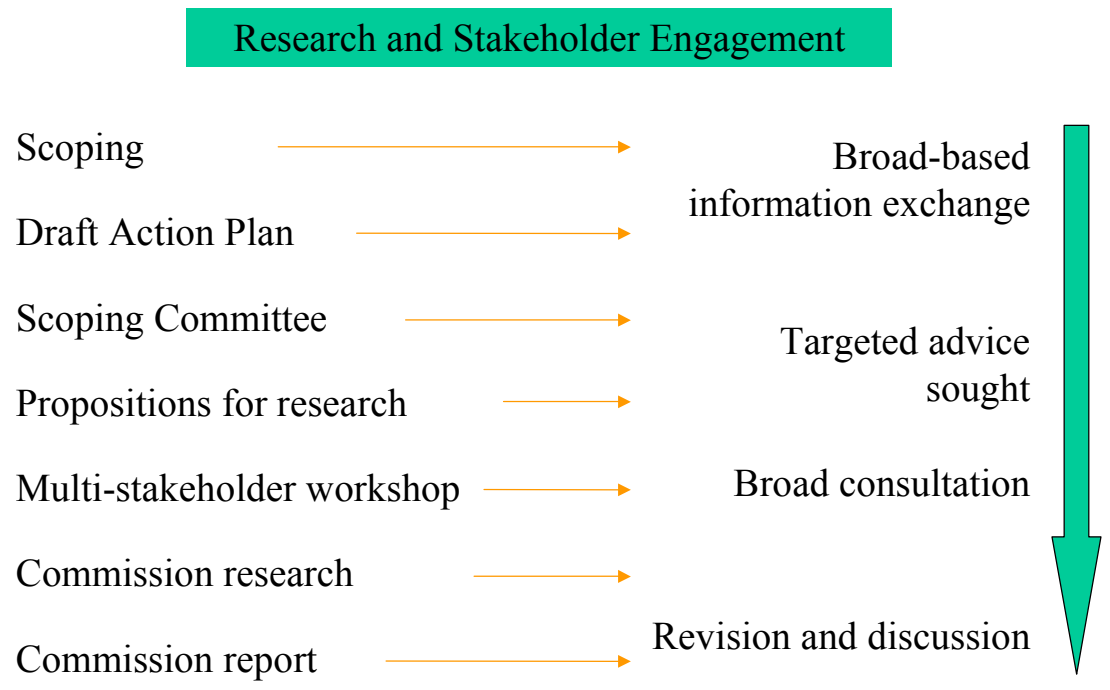 Research and Stakeholder Engagement
Scoping
Broad-based
information exchange
Draft Action Plan
Scoping Committee
Targeted advice
sought
Propositions for research
Multi-stakeholder workshop
Broad consultation
Commission research
Revision and discussion
Commission report